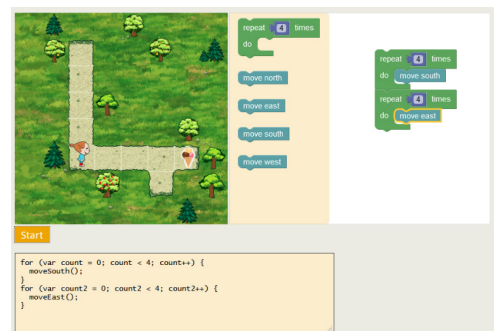 repeat 4 times
do
move north
move east
move south
move west
repeat 4 times
do move south
repeat 4 times
do move east
Start
for (var count = 0; count < 4; count++) {
  moveSouth();
}
for (var count2 = 0; count2 < 4; count2++) {
  moveEast();
}